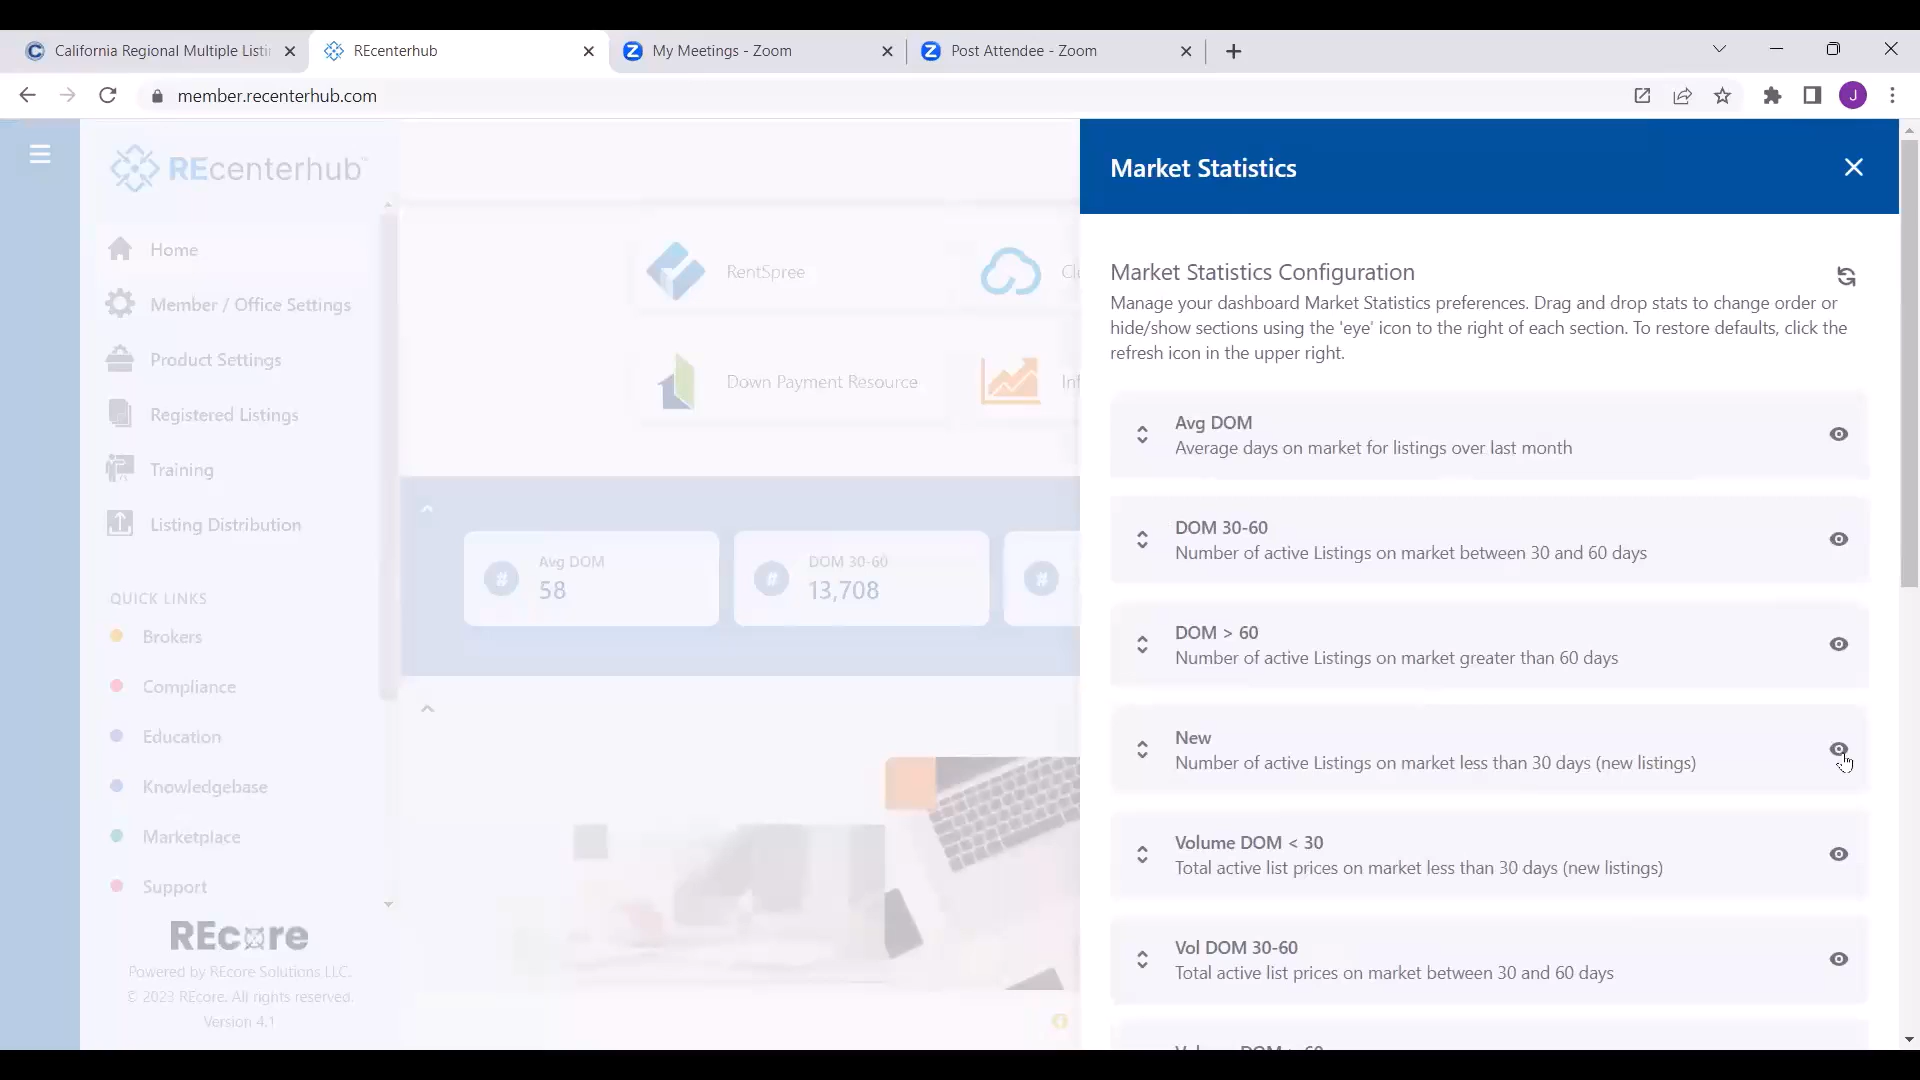 California Regional Multiple Listi
REcenterhub
My Meetings - Zoom
Post Attendee - Zoom
member.recenterhub.com
J
REcenterhub™
Home
Member / Office Settings
Product Settings
Registered Listings
Training
Listing Distribution
QUICK LINKS
Brokers
Compliance
Education
Knowledgebase
Marketplace
Support
REcore
Powered by REcore Solutions LLC.
© 2023 REcore. All rights reserved.
Version 4.1
RentSpree
Clo
Down Payment Resource
Inf
#
Avg DOM
58
#
DOM 30-60
13,708
#
Market Statistics
Market Statistics Configuration
Manage your dashboard Market Statistics preferences. Drag and drop stats to change order or
hide/show sections using the 'eye' icon to the right of each section. To restore defaults, click the
refresh icon in the upper right.
Avg DOM
Average days on market for listings over last month
DOM 30-60
Number of active Listings on market between 30 and 60 days
DOM > 60
Number of active Listings on market greater than 60 days
New
Number of active Listings on market less than 30 days (new listings)
Volume DOM < 30
Total active list prices on market less than 30 days (new listings)
Vol DOM 30-60
Total active list prices on market between 30 and 60 days